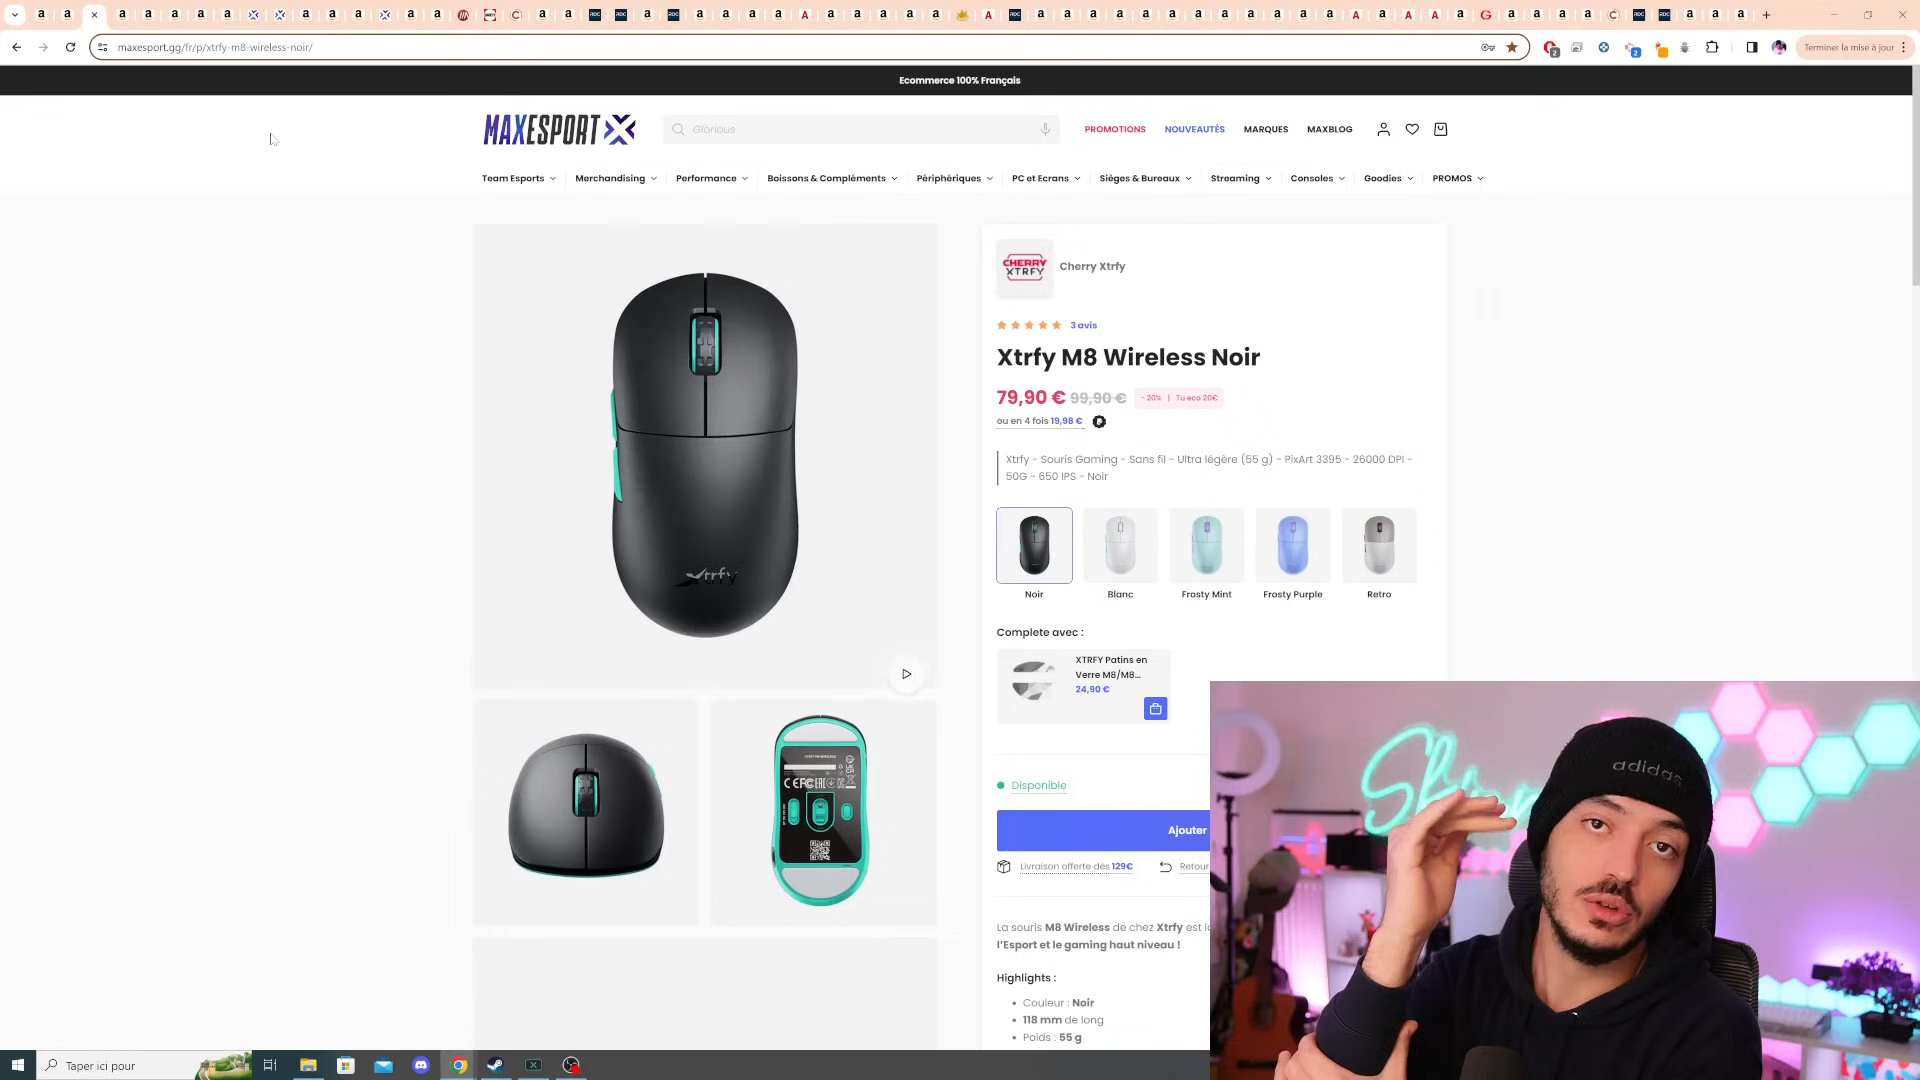 maxesport.gg/fr/p/xtrfy-m8-wireless-noir/
Terminer la mise à jour
Ecommerce 100% Français
MAXESPORT
Glorious
PROMOTIONS
NOUVEAUTÉS
MARQUES
MAXBLOG
Team Esports
Merchandising
Performance
Boissons & Compléments
Périphériques
PC et Ecrans
Sièges & Bureaux
Streaming
Consoles
Goodies
PROMOS
CHERRY
XTRFY
Cherry Xtrfy
3 avis
Xtrfy M8 Wireless Noir
79,90 € 99,90 € - 20% | Tu eco 20€
ou en 4 fois 19,98 €
Xtrfy - Souris Gaming - Sans fil - Ultra légère (55 g) - PixArt 3395 - 26000 DPI -
50G - 650 IPS - Noir
Noir
Blanc
Frosty Mint
Frosty Purple
Retro
Complete avec :
XTRFY Patins en
Verre M8/M8...
24,90 €
Xtrfy
Disponible
Ajouter
Livraison offerte dès 129€
Retour
La souris M8 Wireless de chez Xtrfy est
l'Esport et le gaming haut niveau !
Highlights :
Couleur : Noir
118 mm de long
Poids : 55 g
adidas
Taper ici pour